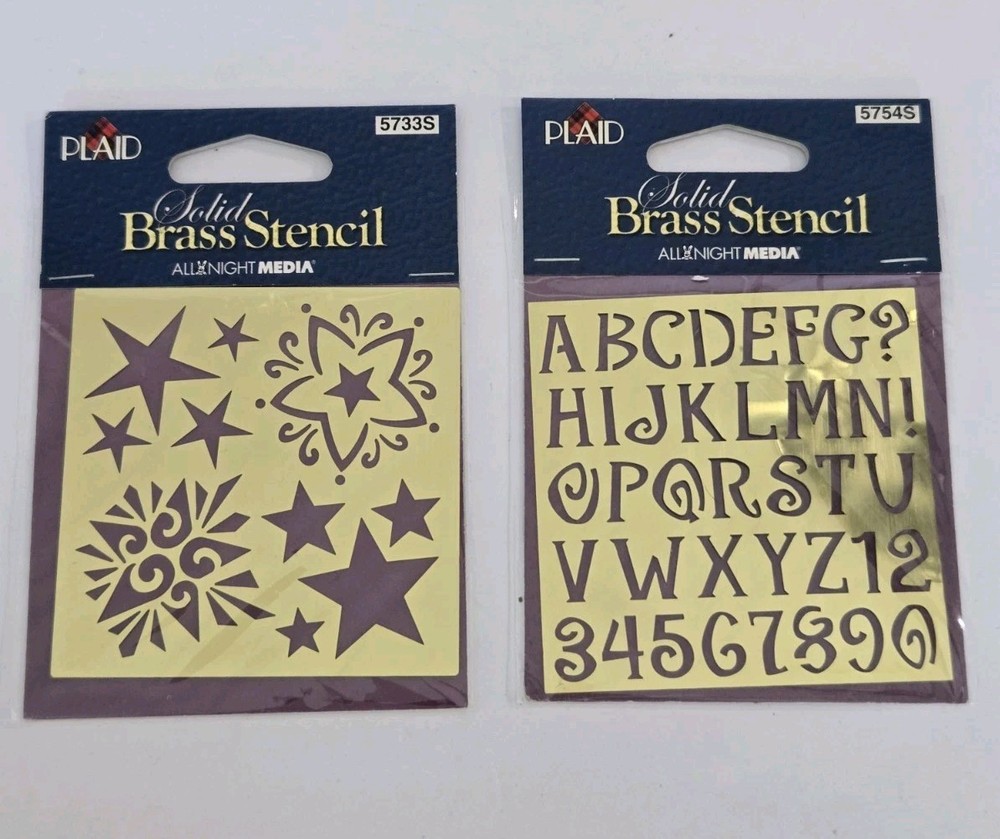 PLAID
5733S
Solid
Brass Stencil
ALL NIGHT MEDIA®
PLAID
5754S
Solid
Brass Stencil
ALL NIGHT MEDIA®
ABCDEFG?
HIJKLMN!
OPQRSTU
VWXYZ12
34567890